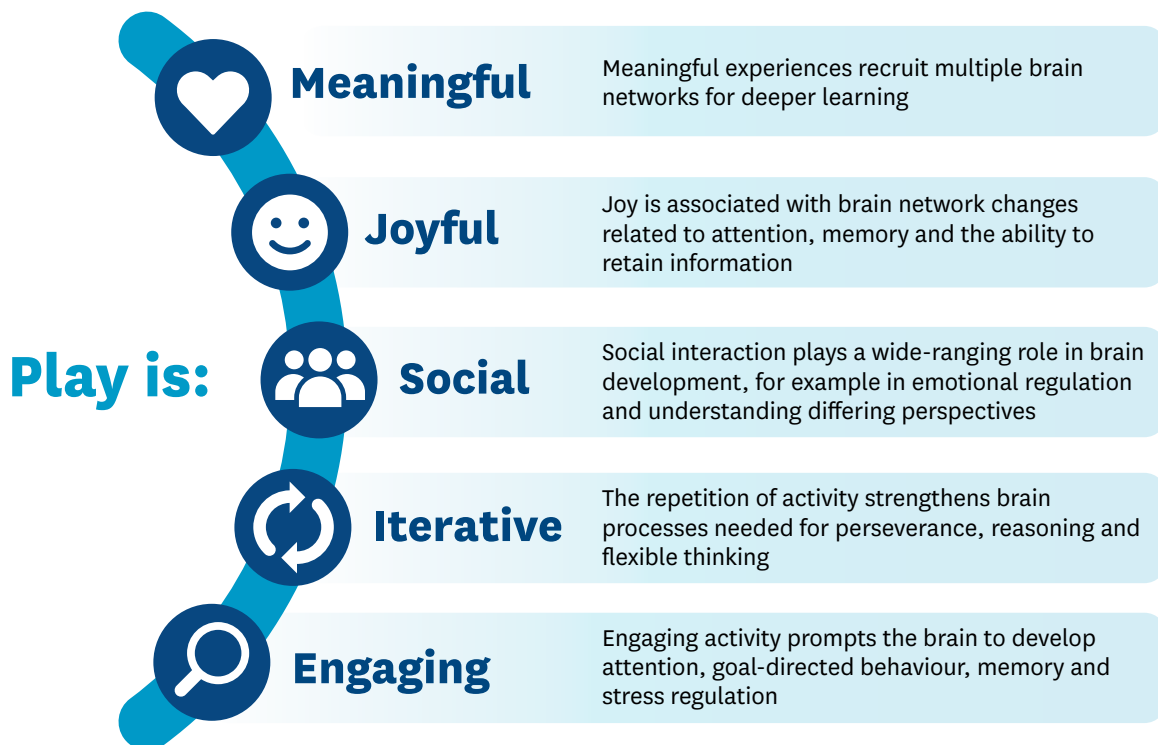 Play is:
Meaningful
Meaningful experiences recruit multiple brain
networks for deeper learning
Joyful
Joy is associated with brain network changes
related to attention, memory and the ability to
retain information
Social
Social interaction plays a wide-ranging role in brain
development, for example in emotional regulation
and understanding differing perspectives
Iterative
The repetition of activity strengthens brain
processes needed for perseverance, reasoning and
flexible thinking
Engaging
Engaging activity prompts the brain to develop
attention, goal-directed behaviour, memory and
stress regulation